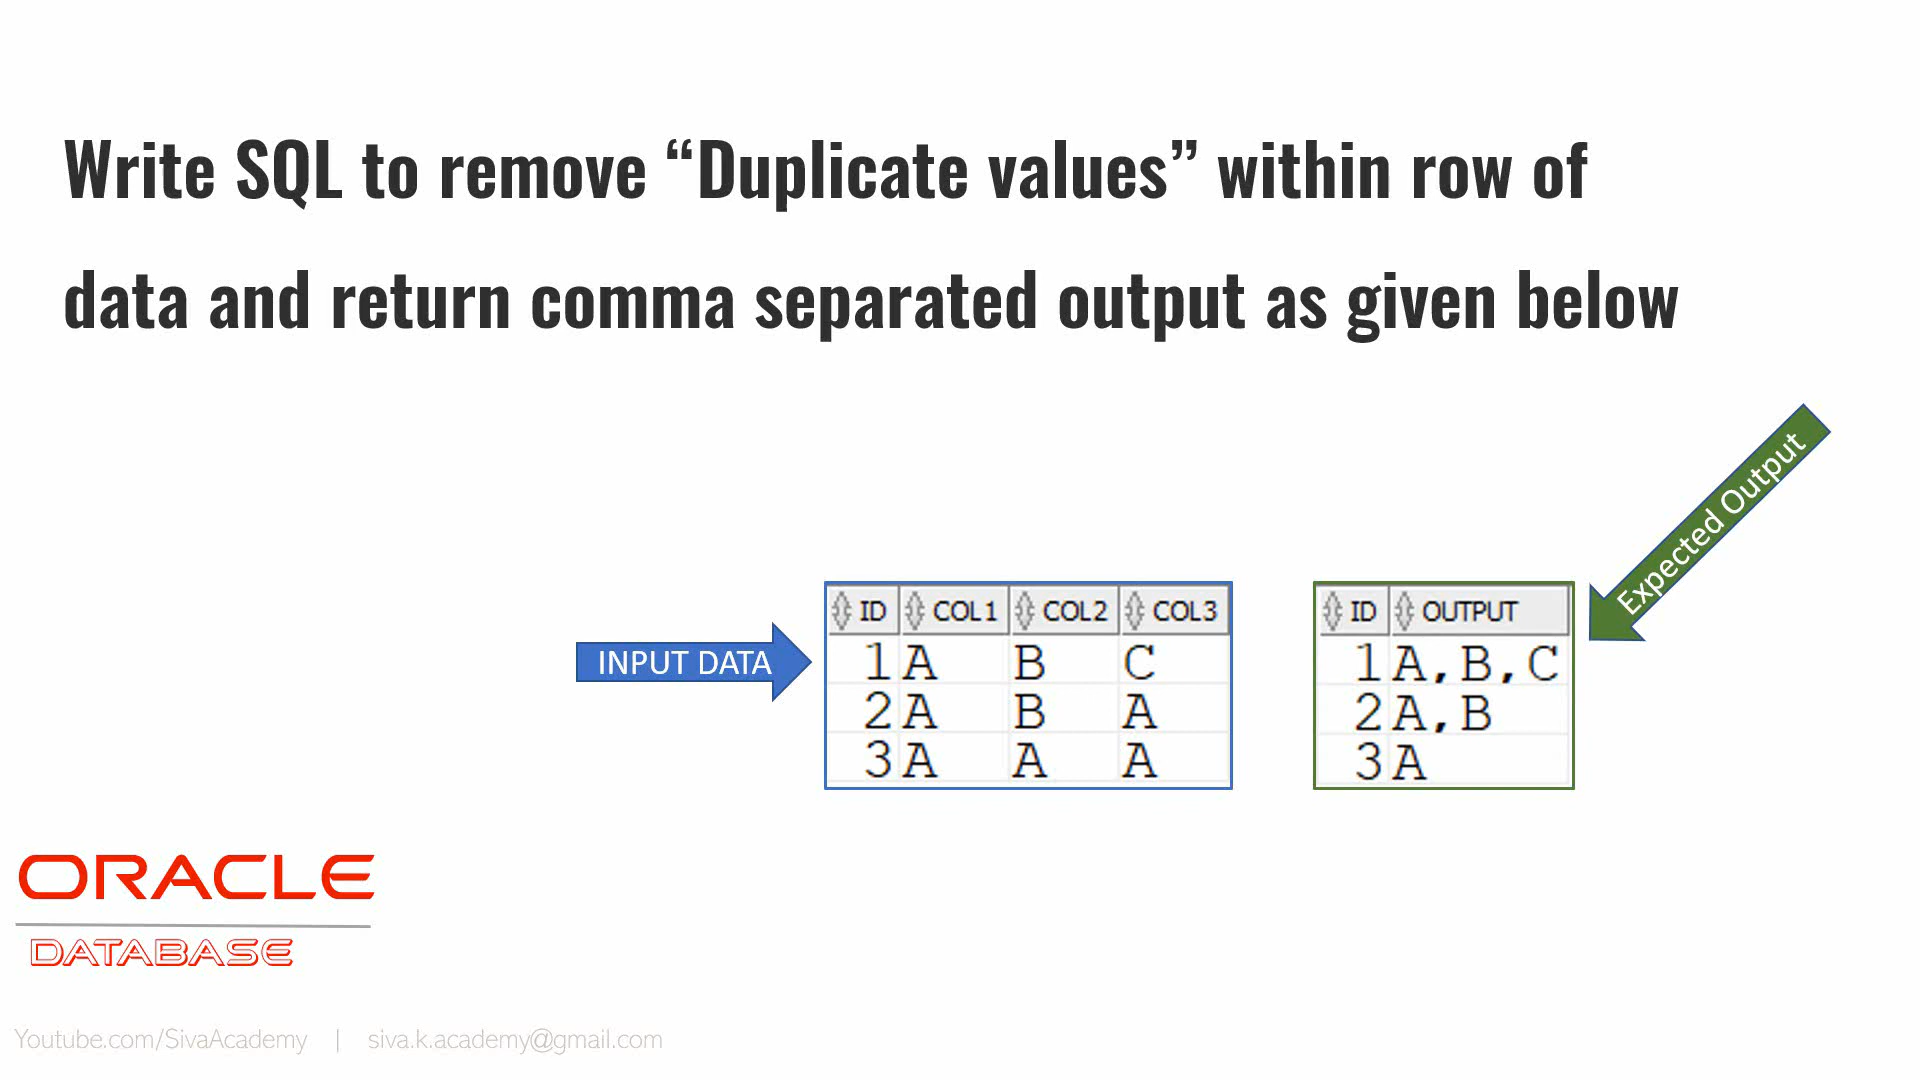 Write SQL to remove “Duplicate values” within row of
data and return comma separated output as given below
Expected Output
INPUT DATA
ID COL1 COL2 COL3
1 A B C
2 A B A
3 A A A
ID OUTPUT
1 A,B,C
2 A,B
3 A
ORACLE
DATABASE
Youtube.com/SivaAcademy | siva.k.academy@gmail.com